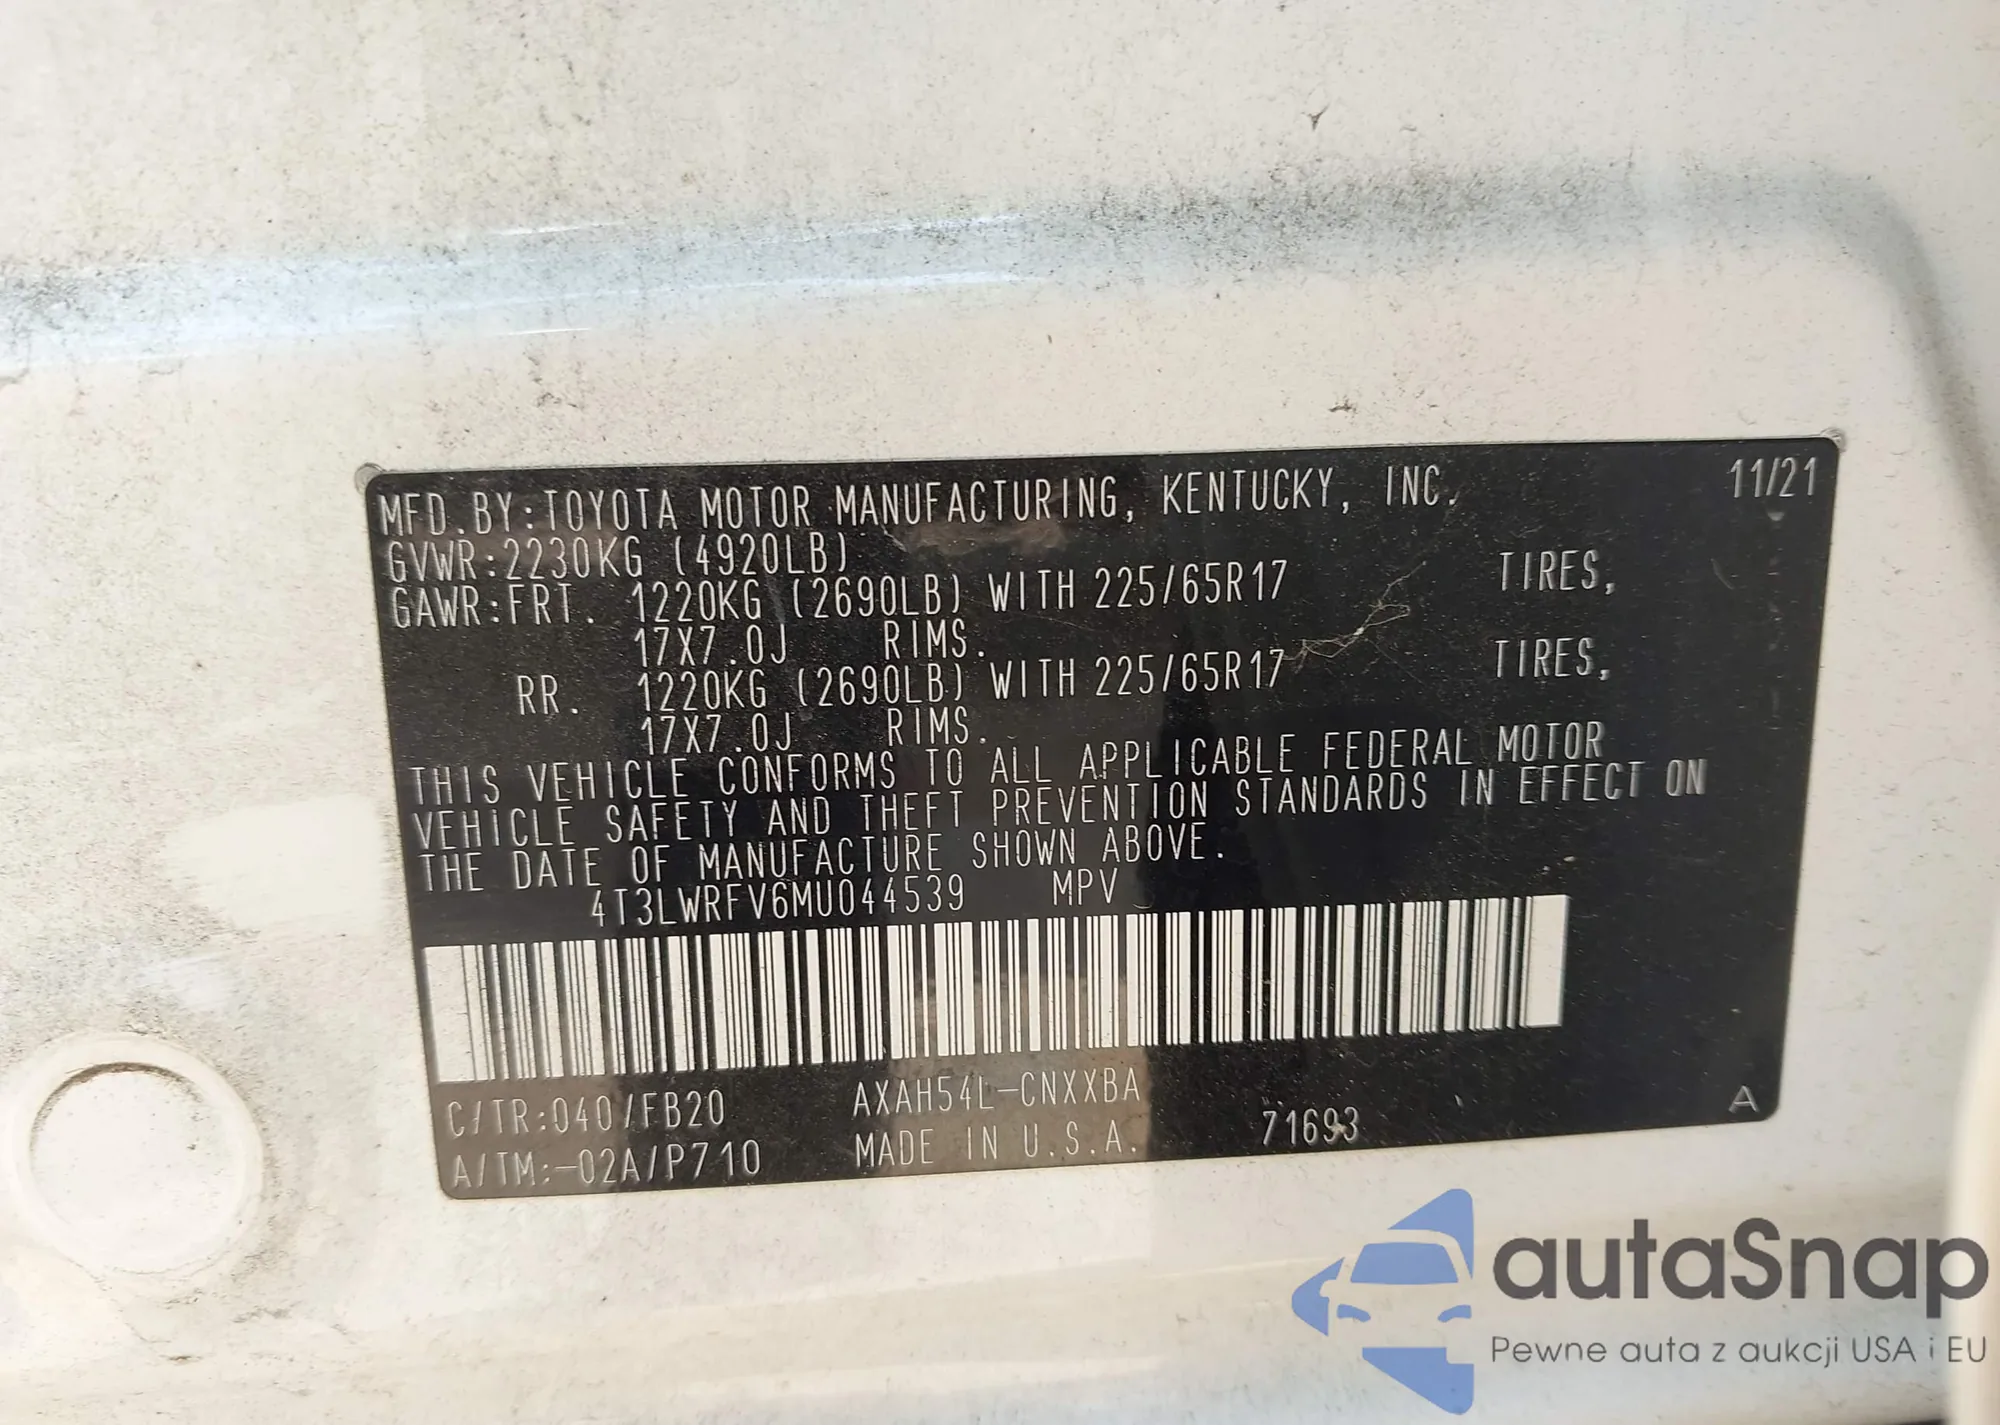 MFD.BY:TOYOTA MOTOR MANUFACTURING, KENTUCKY, INC. 11/21
GVWR:2230KG (4920LB)
GAWR:FRT. 1220KG (2690LB) WITH 225/65R17 TIRES,
17X7.0J RIMS.
RR. 1220KG (2690LB) WITH 225/65R17 TIRES,
17X7.0J RIMS.
THIS VEHICLE CONFORMS TO ALL APPLICABLE FEDERAL MOTOR
VEHICLE SAFETY AND THEFT PREVENTION STANDARDS IN EFFECT ON
THE DATE OF MANUFACTURE SHOWN ABOVE.
4T3LWRFV6MU044539 MPV
C/TR:040/FB20 AXAH54L-CNXXBA A
A/TM:-02A/P710 MADE IN U.S.A. 71693
autaSnap
Pewne auta z aukcji USA i EU